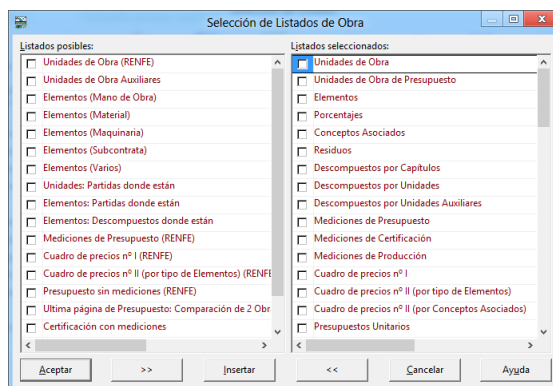 Selección de Listados de Obra
Listados posibles:
Unidades de Obra (RENFE)
Unidades de Obra Auxiliares
Elementos (Mano de Obra)
Elementos (Material)
Elementos (Maquinaria)
Elementos (Subcontrata)
Elementos (Varios)
Unidades: Partidas donde están
Elementos: Partidas donde están
Elementos: Descompuestos donde están
Mediciones de Presupuesto (RENFE)
Cuadro de precios nº I (RENFE)
Cuadro de precios nº II (por tipo de Elementos) (RENFE
Presupuesto sin mediciones (RENFE)
Ultima página de Presupuesto: Comparación de 2 Obr
Certificación con mediciones
Listados seleccionados:
Unidades de Obra
Unidades de Obra de Presupuesto
Elementos
Porcentajes
Conceptos Asociados
Residuos
Descompuestos por Capítulos
Descompuestos por Unidades
Descompuestos por Unidades Auxiliares
Mediciones de Presupuesto
Mediciones de Certificación
Mediciones de Producción
Cuadro de precios nº I
Cuadro de precios nº II (por tipo de Elementos)
Cuadro de precios nº II (por Conceptos Asociados)
Presupuestos Unitarios
Aceptar
>>
Insertar
<<
Cancelar
Ayuda